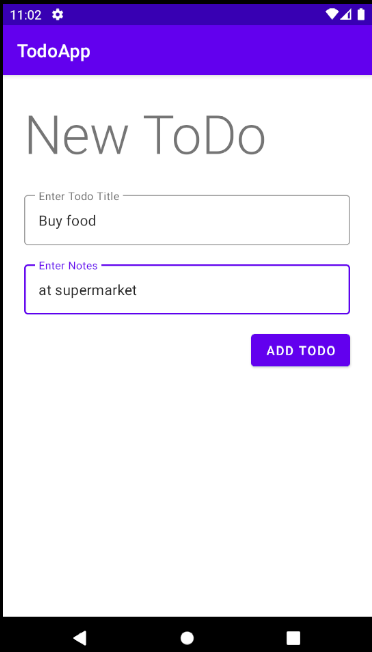 11:02
TodoApp
New ToDo
Enter Todo Title
Buy food
Enter Notes
at supermarket
ADD TODO